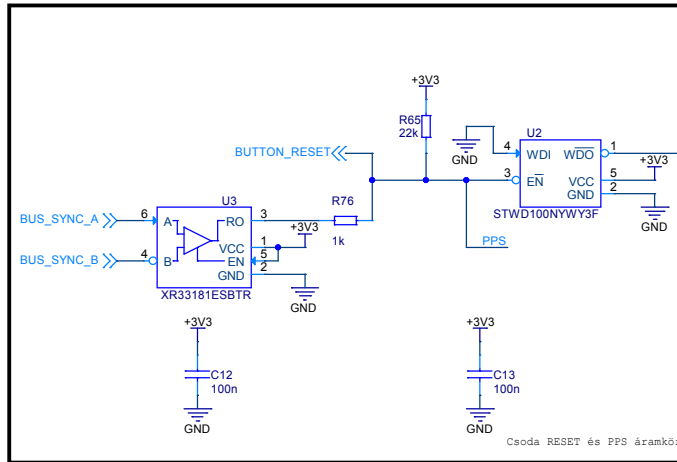 +3V3
R65
22k
U2
BUTTON_RESET
GND
4
WDI
WDO
1
+3V3
3
EN
VCC
5
GND
2
STWD100NYWY3F
GND
U3
R76
BUS_SYNC_A
6
A
RO
3
1k
+3V3
PPS
VCC
1
BUS_SYNC_B
4
B
EN
5
GND
2
XR33181ESBTR
GND
+3V3
C12
100n
GND
+3V3
C13
100n
GND
Csoda RESET és PPS áramkör